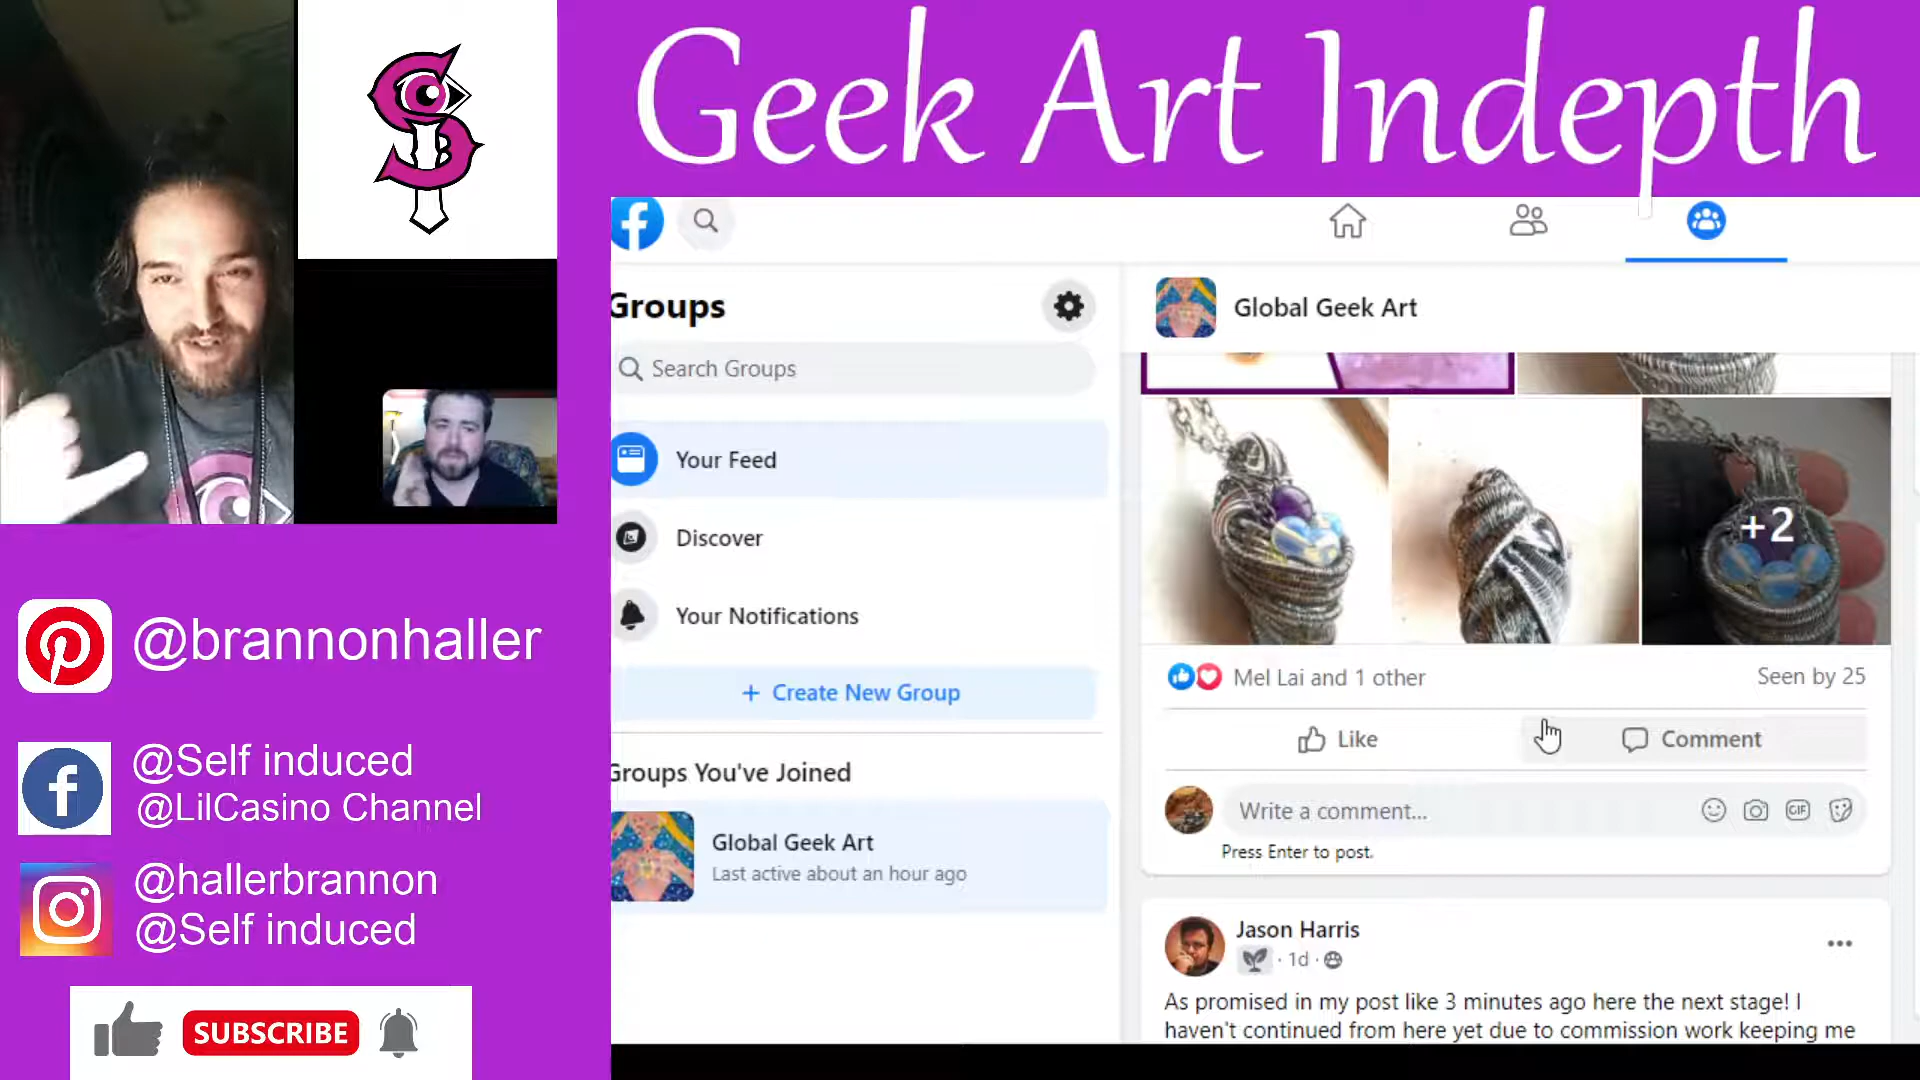 Geek Art Indepth
Groups
Search Groups
Your Feed
Discover
Your Notifications
+ Create New Group
Groups You've Joined
Global Geek Art
Last active about an hour ago
Global Geek Art
+2
Mel Lai and 1 other
Seen by 25
Like
Comment
Write a comment...
GIF
Press Enter to post.
Jason Harris
· 1d ·
As promised in my post like 3 minutes ago here the next stage! I
haven't continued from here yet due to commission work keeping me
@brannonhaller
@Self induced
@LilCasino Channel
@hallerbrannon
@Self induced
SUBSCRIBE